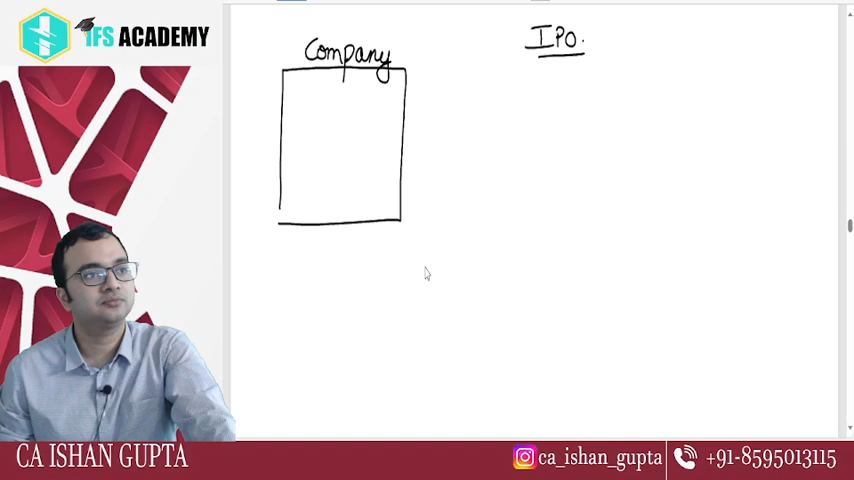 IFS ACADEMY
Company
IPO.
CA ISHAN GUPTA
ca_ishan_gupta
+91-8595013115